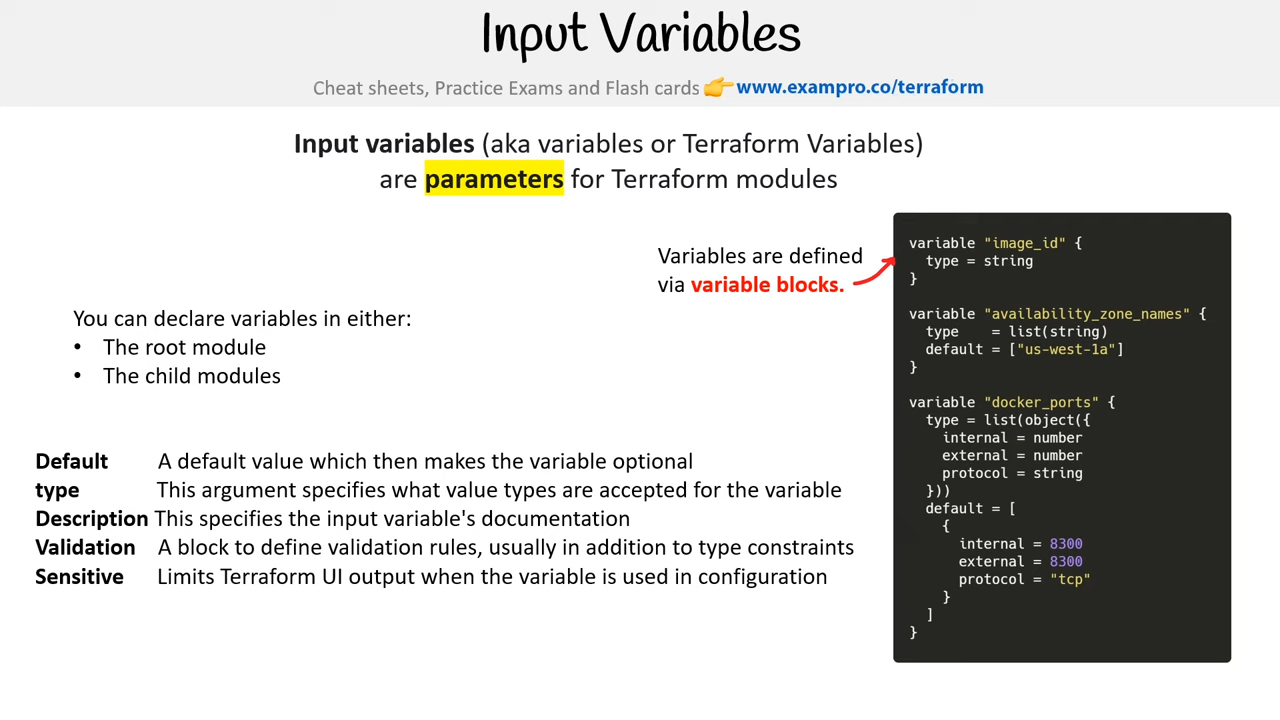 Input Variables
Cheat sheets, Practice Exams and Flash cards 👉 www.exampro.co/terraform
Input variables (aka variables or Terraform Variables)
are parameters for Terraform modules
Variables are defined
via variable blocks.
You can declare variables in either:
• The root module
• The child modules
Default A default value which then makes the variable optional
type This argument specifies what value types are accepted for the variable
Description This specifies the input variable's documentation
Validation A block to define validation rules, usually in addition to type constraints
Sensitive Limits Terraform UI output when the variable is used in configuration
variable "image_id" {
  type = string
}
variable "availability_zone_names" {
  type    = list(string)
  default = ["us-west-1a"]
}
variable "docker_ports" {
  type = list(object({
    internal = number
    external = number
    protocol = string
  }))
  default = [
    {
      internal = 8300
      external = 8300
      protocol = "tcp"
    }
  ]
}